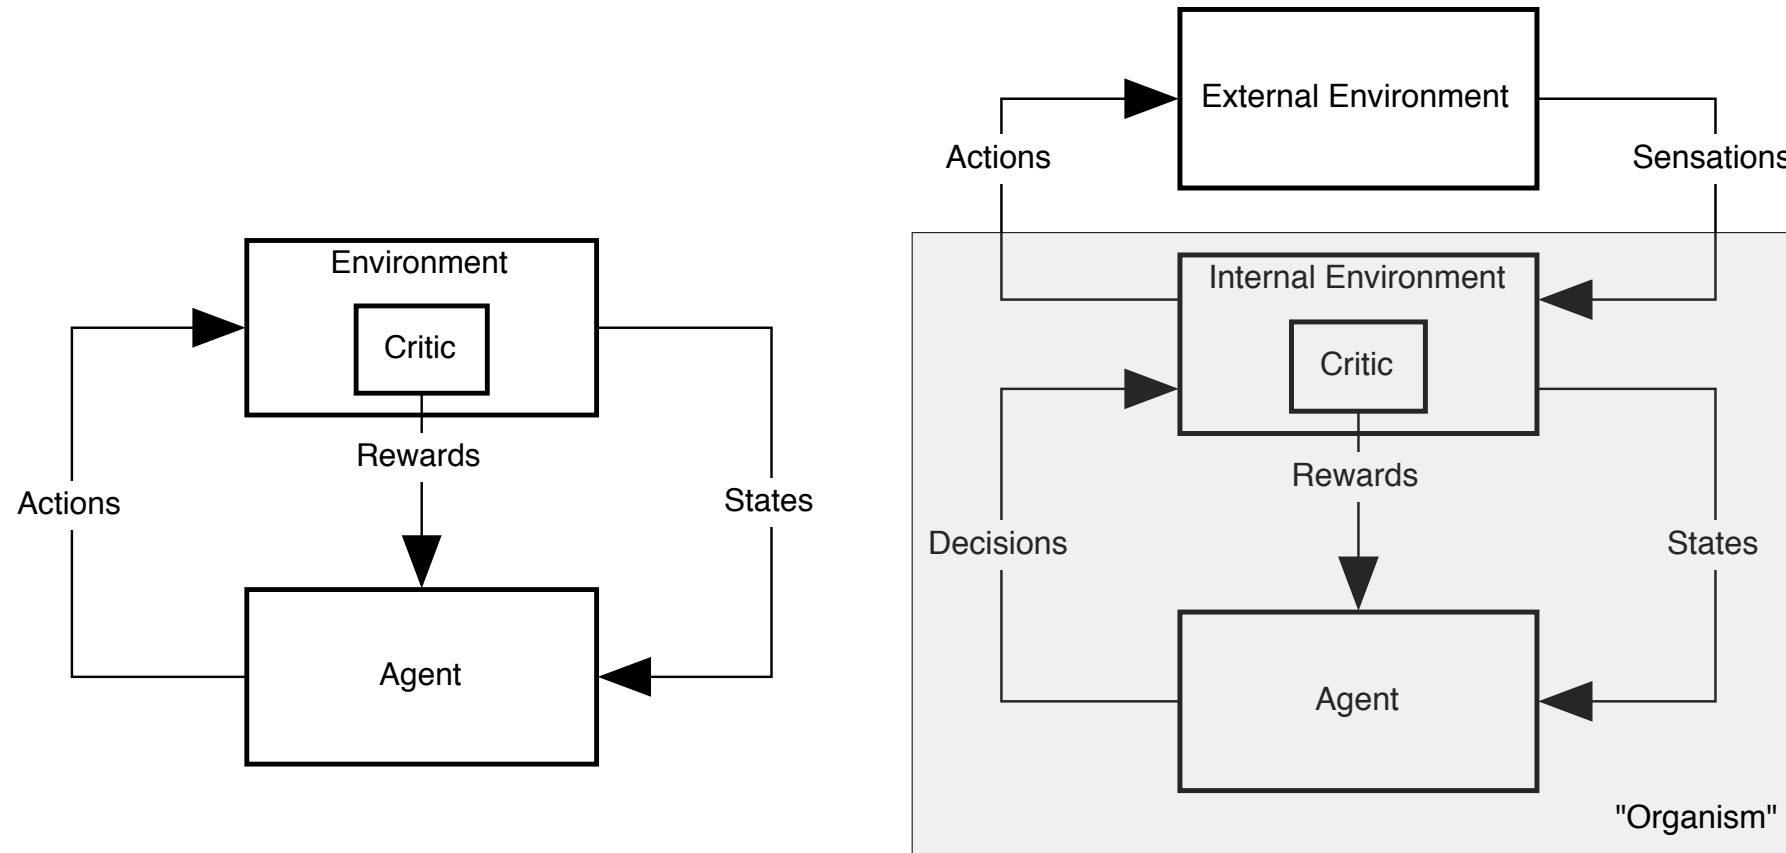 Environment
Critic
Rewards
Actions
States
Agent
External Environment
Actions
Sensations
Internal Environment
Critic
Rewards
Decisions
States
Agent
"Organism"